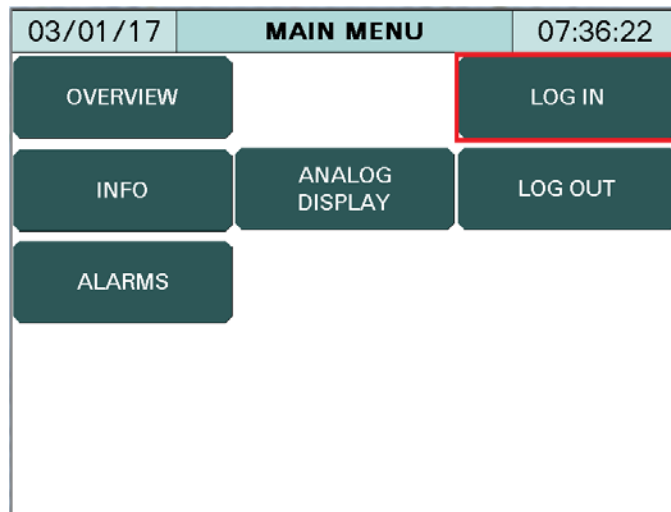 03/01/17 MAIN MENU 07:36:22
OVERVIEW LOG IN
INFO ANALOG DISPLAY LOG OUT
ALARMS